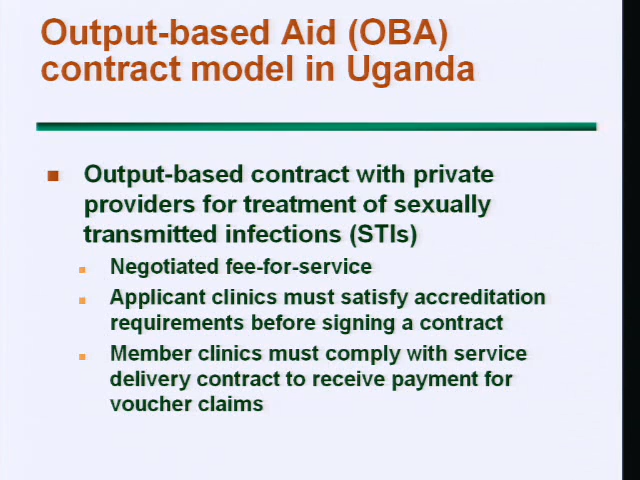 Output-based Aid (OBA)
contract model in Uganda
Output-based contract with private
providers for treatment of sexually
transmitted infections (STIs)
Negotiated fee-for-service
Applicant clinics must satisfy accreditation
requirements before signing a contract
Member clinics must comply with service
delivery contract to receive payment for
voucher claims